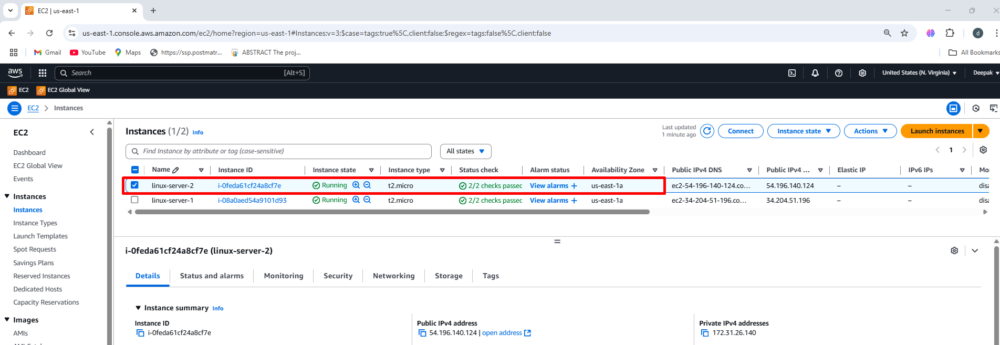 EC2 | us-east-1
us-east-1.console.aws.amazon.com/ec2/home?region=us-east-1#Instances:v=3;$case=tags:true%5C,client:false;$regex=tags:false%5C,client:false
d
Gmail YouTube Maps https://ssp.postmatr... ABSTRACT The proj... All Bookmarks
aws Search [Alt+S] United States (N. Virginia) Deepak
EC2 EC2 Global View
EC2 Instances
EC2
Dashboard
EC2 Global View
Events
Instances
Instances
Instance Types
Launch Templates
Spot Requests
Savings Plans
Reserved Instances
Dedicated Hosts
Capacity Reservations
Images
AMIs
Instances (1/2) Info
Last updated
1 minute ago
Connect Instance state Actions Launch instances
Find Instance by attribute or tag (case-sensitive) All states 1
Name Instance ID Instance state Instance type Status check Alarm status Availability Zone Public IPv4 DNS Public IPv4 ... Elastic IP IPv6 IPs Mo
linux-server-2 i-0feda61cf24a8cf7e Running t2.micro 2/2 checks passec View alarms + us-east-1a ec2-54-196-140-124.co... 54.196.140.124 – – disa
linux-server-1 i-08a0aed54a9101d93 Running t2.micro 2/2 checks passec View alarms + us-east-1a ec2-34-204-51-196.co... 34.204.51.196 – – disa
i-0feda61cf24a8cf7e (linux-server-2)
Details Status and alarms Monitoring Security Networking Storage Tags
Instance summary Info
Instance ID
i-0feda61cf24a8cf7e
Public IPv4 address
54.196.140.124 | open address
Private IPv4 addresses
172.31.26.140